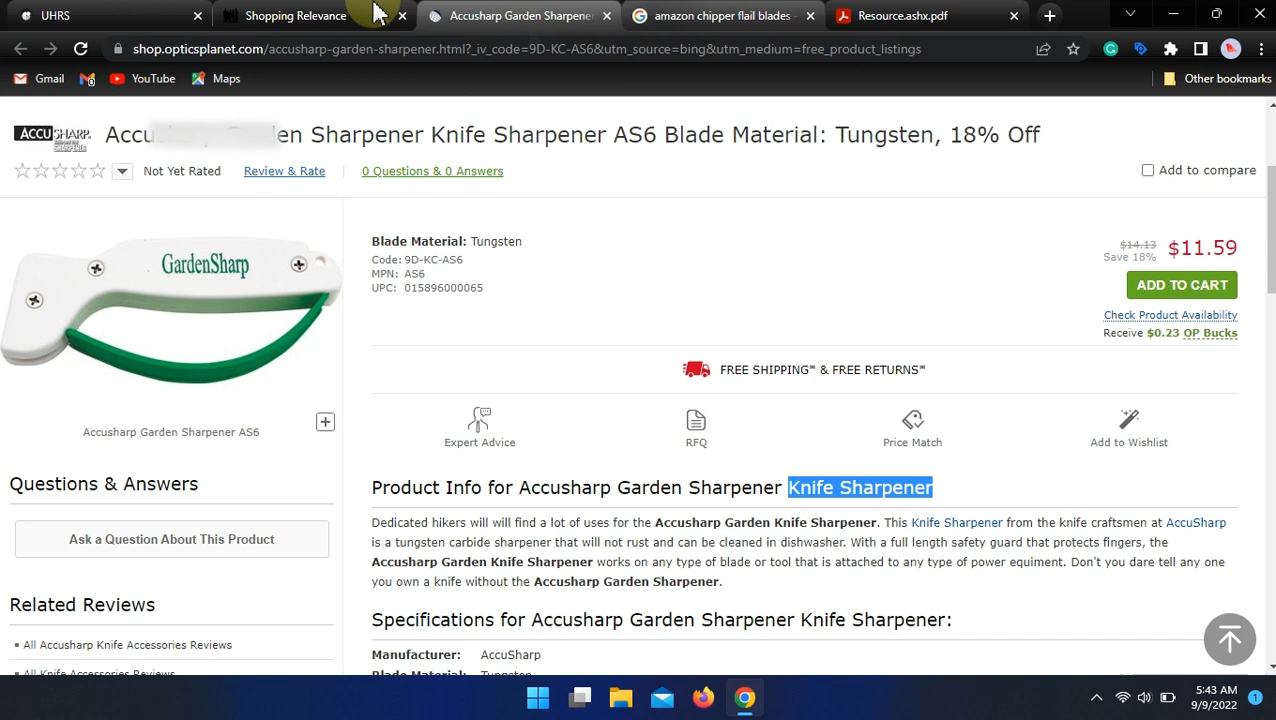 UHRS
Shopping Relevance
Accusharp Garden Sharpener
amazon chipper flail blades -
Resource.ashx.pdf
shop.opticsplanet.com/accusharp-garden-sharpener.html?_iv_code=9D-KC-AS6&utm_source=bing&utm_medium=free_product_listings
Gmail
YouTube
Maps
Other bookmarks
ACCUSHARP
Accu en Sharpener Knife Sharpener AS6 Blade Material: Tungsten, 18% Off
Not Yet Rated
Review & Rate
0 Questions & 0 Answers
Add to compare
GardenSharp
Accusharp Garden Sharpener AS6
Blade Material: Tungsten
Code: 9D-KC-AS6
MPN: AS6
UPC: 015896000065
$14.13
Save 18%
$11.59
ADD TO CART
Check Product Availability
Receive $0.23 OP Bucks
FREE SHIPPING* & FREE RETURNS*
Expert Advice
RFQ
Price Match
Add to Wishlist
Questions & Answers
Ask a Question About This Product
Related Reviews
All Accusharp Knife Accessories Reviews
All Knife Accessories Reviews
Product Info for Accusharp Garden Sharpener Knife Sharpener
Dedicated hikers will will find a lot of uses for the Accusharp Garden Knife Sharpener. This Knife Sharpener from the knife craftsmen at AccuSharp
is a tungsten carbide sharpener that will not rust and can be cleaned in dishwasher. With a full length safety guard that protects fingers, the
Accusharp Garden Knife Sharpener works on any type of blade or tool that is attached to any type of power equiment. Don't you dare tell any one
you own a knife without the Accusharp Garden Sharpener.
Specifications for Accusharp Garden Sharpener Knife Sharpener:
Manufacturer: AccuSharp
Blade Material: Tungsten
5:43 AM
9/9/2022
1